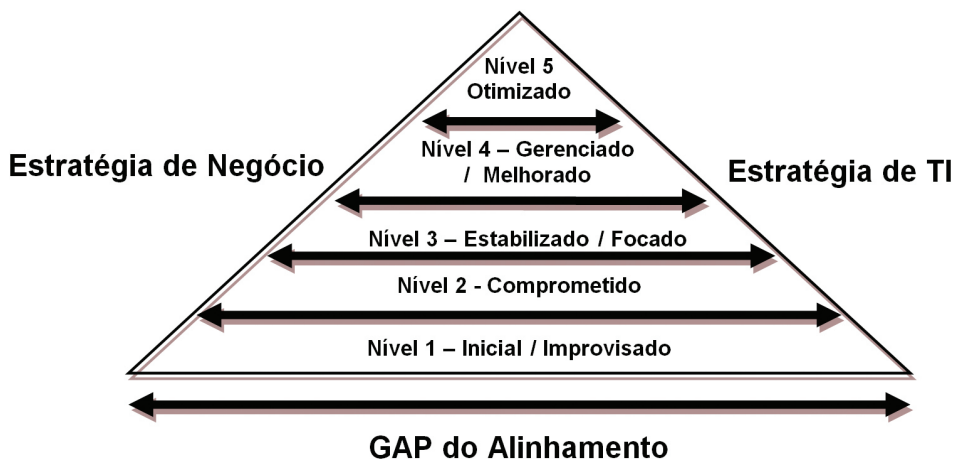 Nível 5
Otimizado
Nível 4 – Gerenciado
/ Melhorado
Estratégia de Negócio
Estratégia de TI
Nível 3 – Estabilizado / Focado
Nível 2 - Comprometido
Nível 1 – Inicial / Improvisado
GAP do Alinhamento